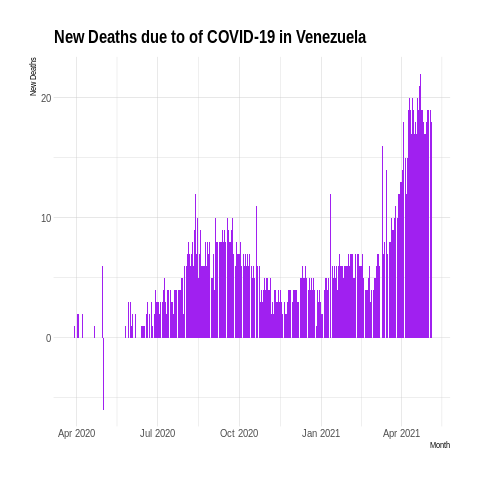 New Deaths due to of COVID-19 in Venezuela
New Deaths
20
10
0
Apr 2020 Jul 2020 Oct 2020 Jan 2021 Apr 2021
Month